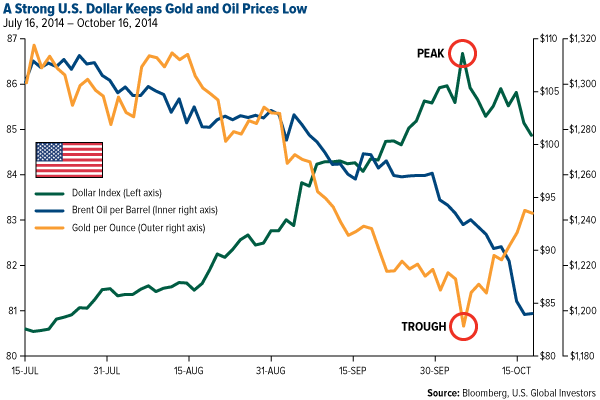 A Strong U.S. Dollar Keeps Gold and Oil Prices Low
July 16, 2014 – October 16, 2014
87 $110 $1,320
PEAK
86 $105 $1,300
85 $100 $1,280
84 $95 $1,260
Dollar Index (Left axis)
Brent Oil per Barrel (Inner right axis)
Gold per Ounce (Outer right axis)
83 $1,240
82 $90 $1,220
81 $85 $1,200
TROUGH
80 $80 $1,180
15-JUL 31-JUL 15-AUG 31-AUG 15-SEP 30-SEP 15-OCT
Source: Bloomberg, U.S. Global Investors